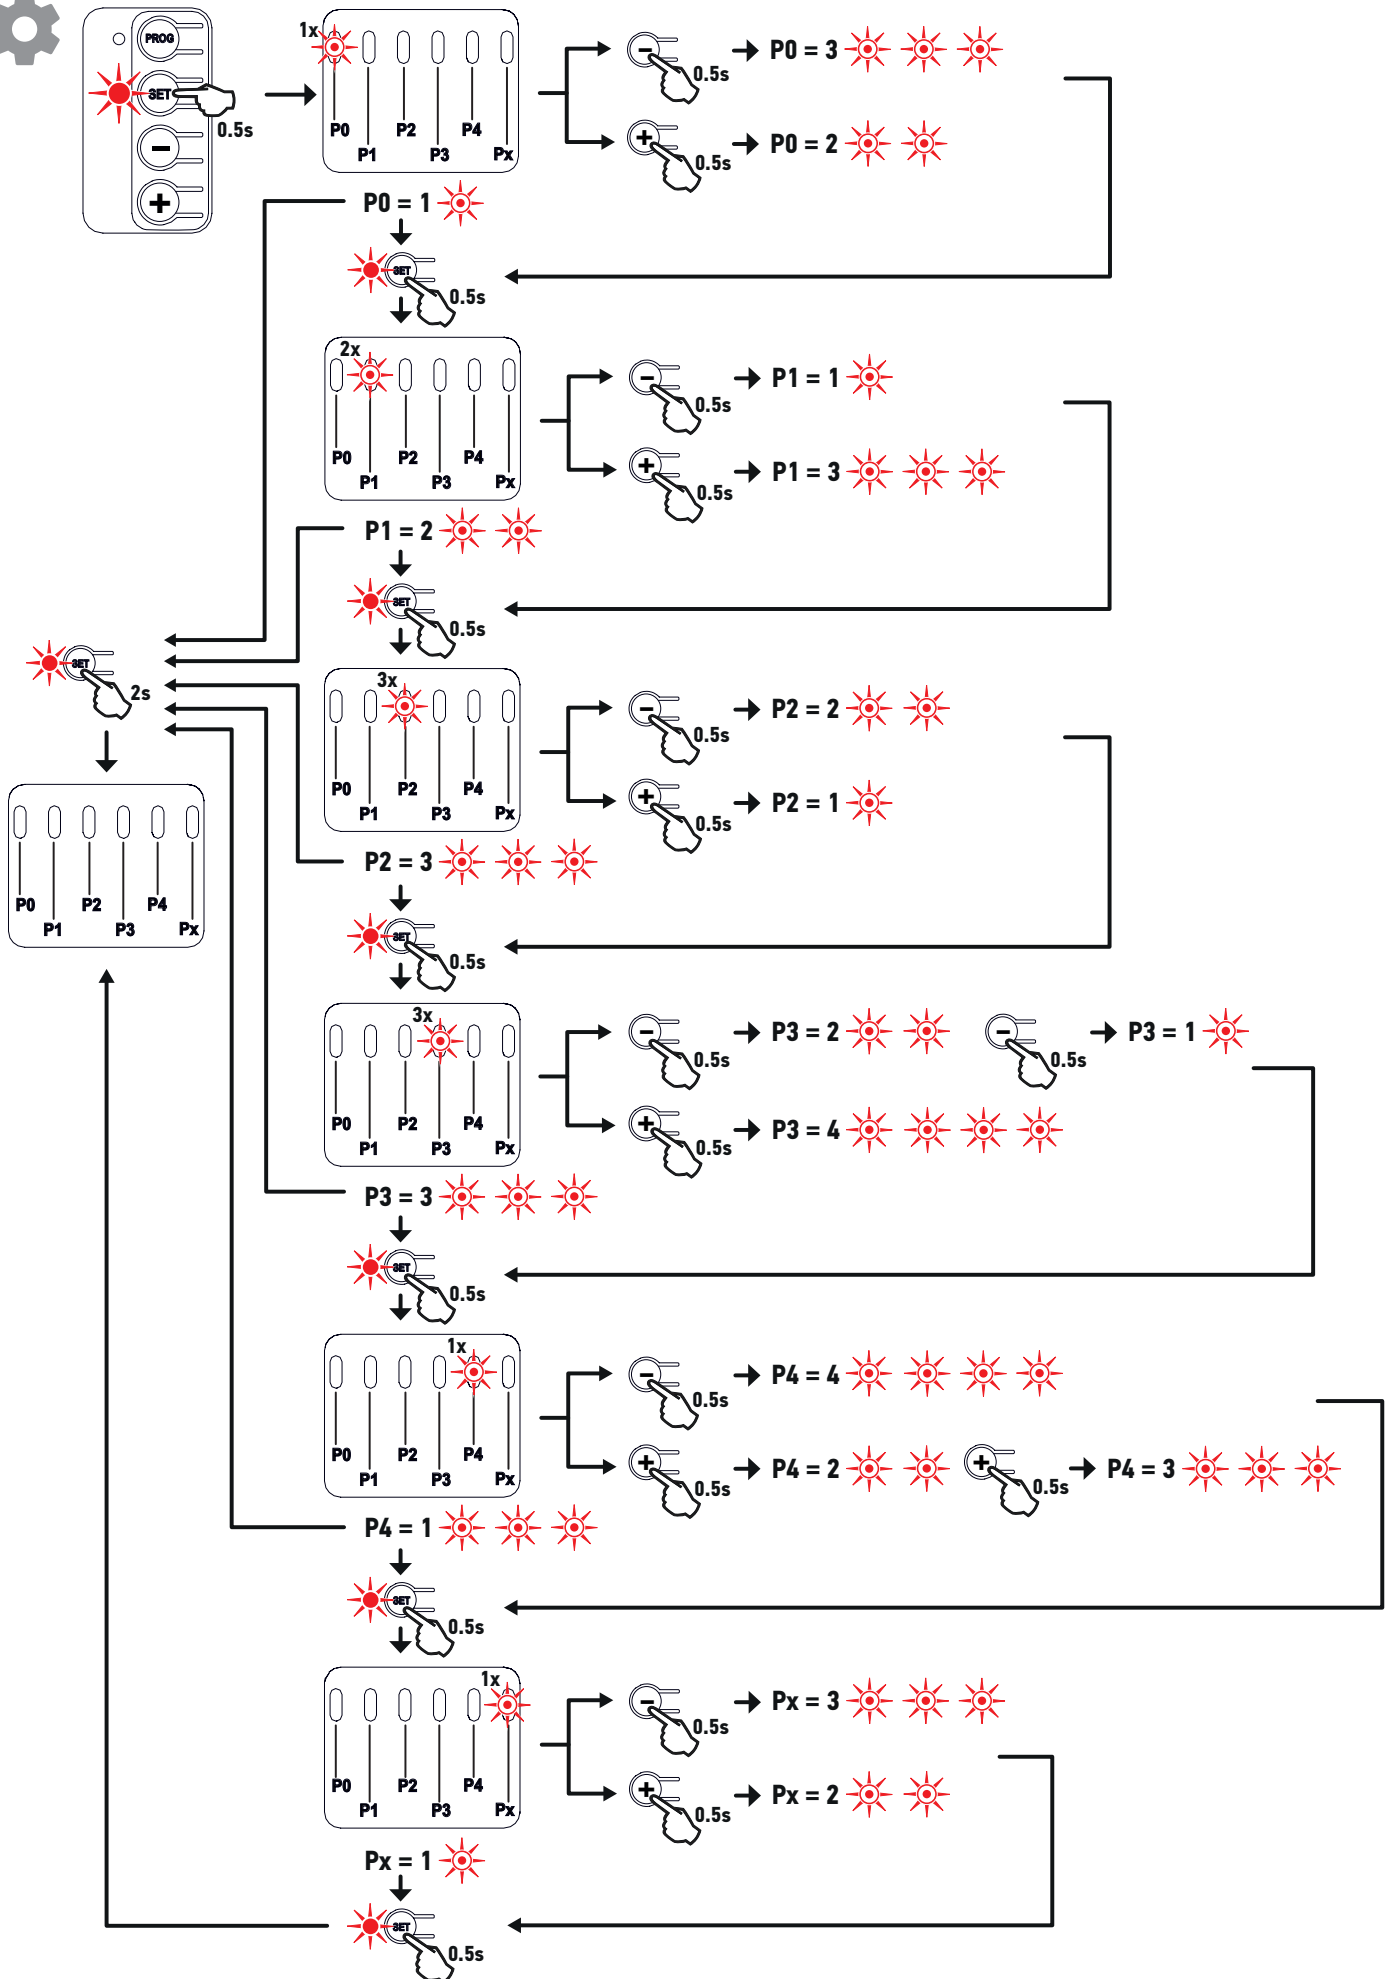 PROG
SET
0.5s
1x
P0 P2 P4
P1 P3 Px
0.5s
P0 = 3
0.5s
P0 = 2
P0 = 1
SET
0.5s
2x
P0 P2 P4
P1 P3 Px
0.5s
P1 = 1
0.5s
P1 = 3
P1 = 2
SET
0.5s
SET
2s
P0 P2 P4
P1 P3 Px
3x
P0 P2 P4
P1 P3 Px
0.5s
P2 = 2
0.5s
P2 = 1
P2 = 3
SET
0.5s
3x
P0 P2 P4
P1 P3 Px
0.5s
P3 = 2
0.5s
P3 = 1
0.5s
P3 = 4
P3 = 3
SET
0.5s
1x
P0 P2 P4
P1 P3 Px
0.5s
P4 = 4
0.5s
P4 = 2
0.5s
P4 = 3
P4 = 1
SET
0.5s
1x
P0 P2 P4
P1 P3 Px
0.5s
Px = 3
0.5s
Px = 2
Px = 1
SET
0.5s